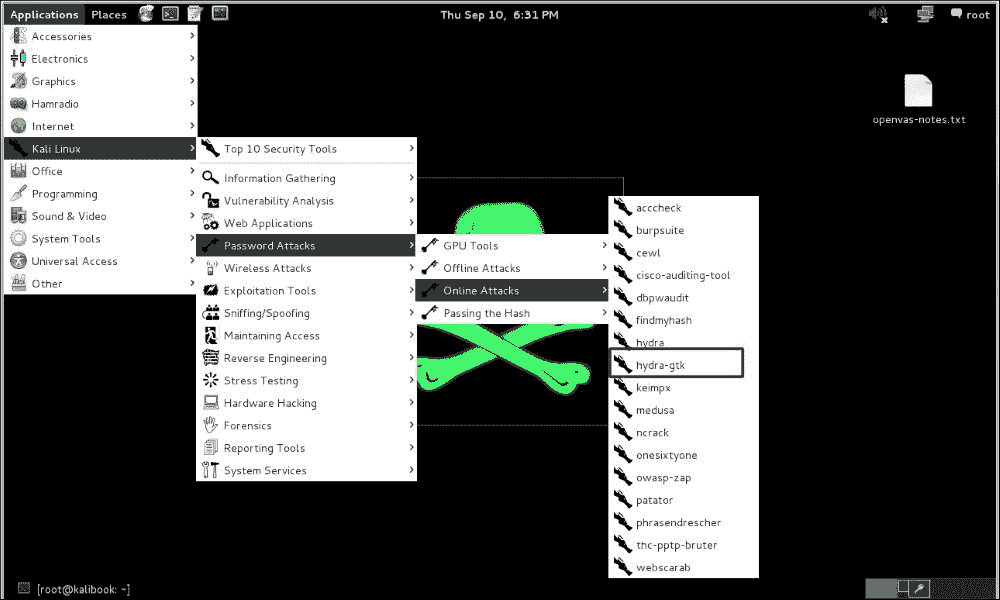 Applications Places Thu Sep 10, 6:31 PM root
Accessories
Electronics
Graphics
Hamradio
Internet
Kali Linux
Office
Programming
Sound & Video
System Tools
Universal Access
Other
Top 10 Security Tools
Information Gathering
Vulnerability Analysis
Web Applications
Password Attacks
Wireless Attacks
Exploitation Tools
Sniffing/Spoofing
Maintaining Access
Reverse Engineering
Stress Testing
Hardware Hacking
Forensics
Reporting Tools
System Services
GPU Tools
Offline Attacks
Online Attacks
Passing the Hash
acccheck
burpsuite
cewl
cisco-auditing-tool
dbpwaudit
findmyhash
hydra
hydra-gtk
keimpx
medusa
ncrack
onesixtyone
owasp-zap
patator
phrasendrescher
thc-pptp-bruter
webscarab
openvas-notes.txt
[root@kalibook: ~]